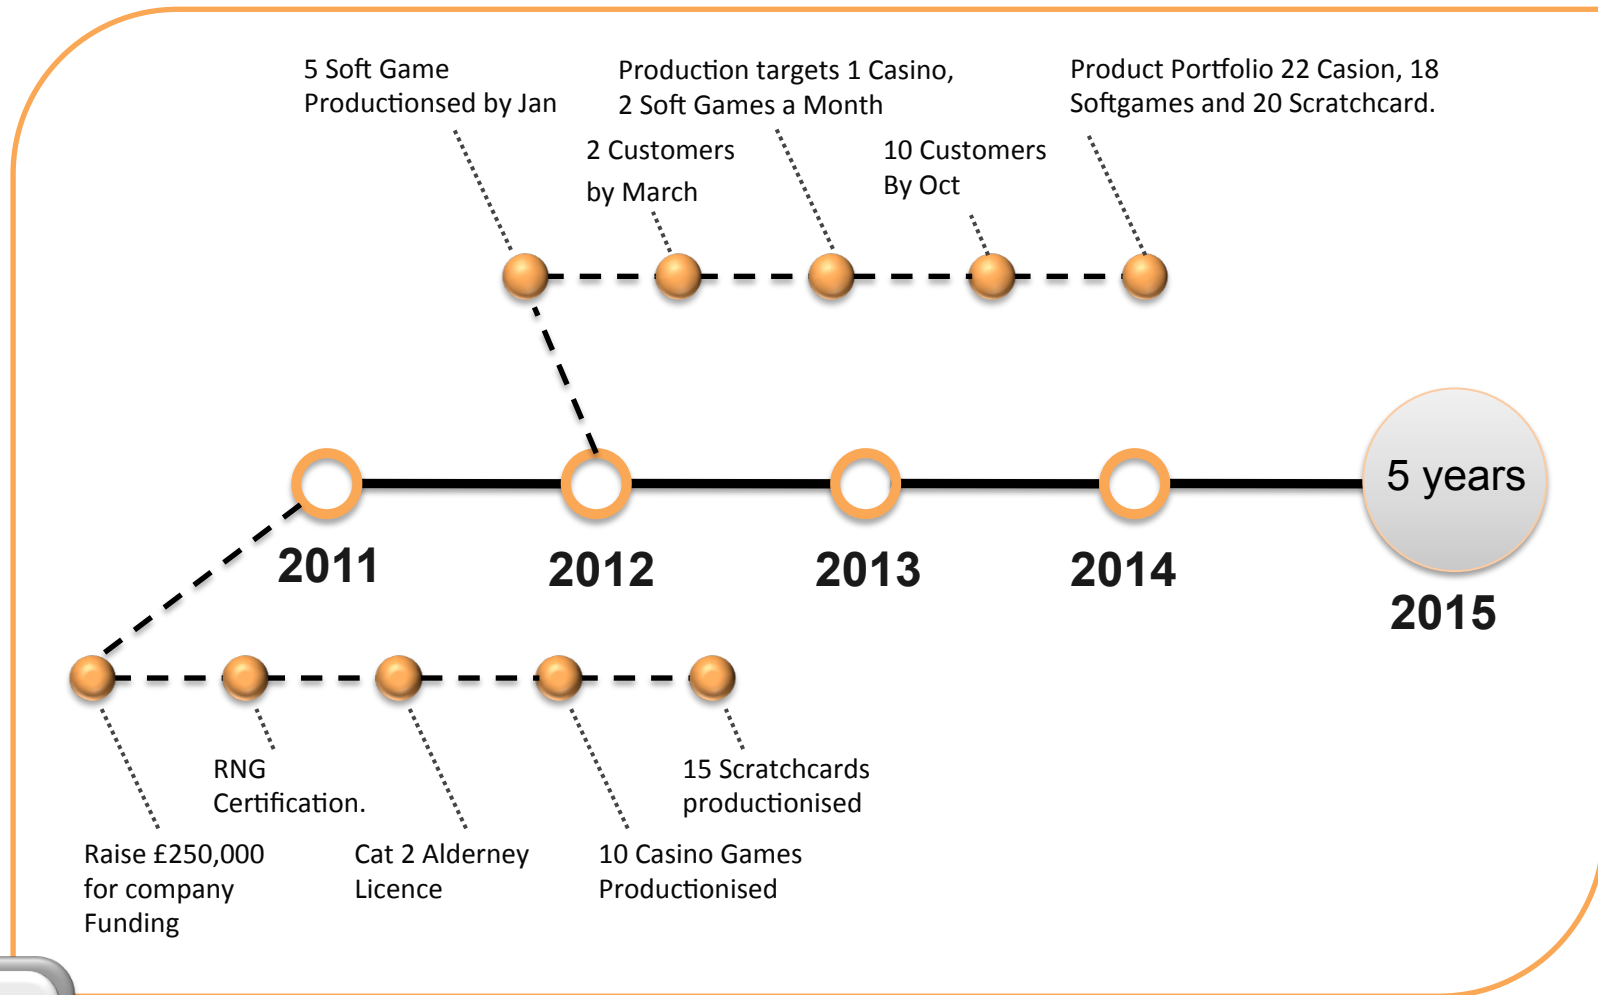 5 Soft Game
Productionsed by Jan
Production targets 1 Casino,
2 Soft Games a Month
Product Portfolio 22 Casion, 18
Softgames and 20 Scratchcard.
2 Customers
by March
10 Customers
By Oct
5 years
2011
2012
2013
2014
2015
RNG
Certification.
15 Scratchcards
productionised
Raise £250,000
for company
Funding
Cat 2 Alderney
Licence
10 Casino Games
Productionised